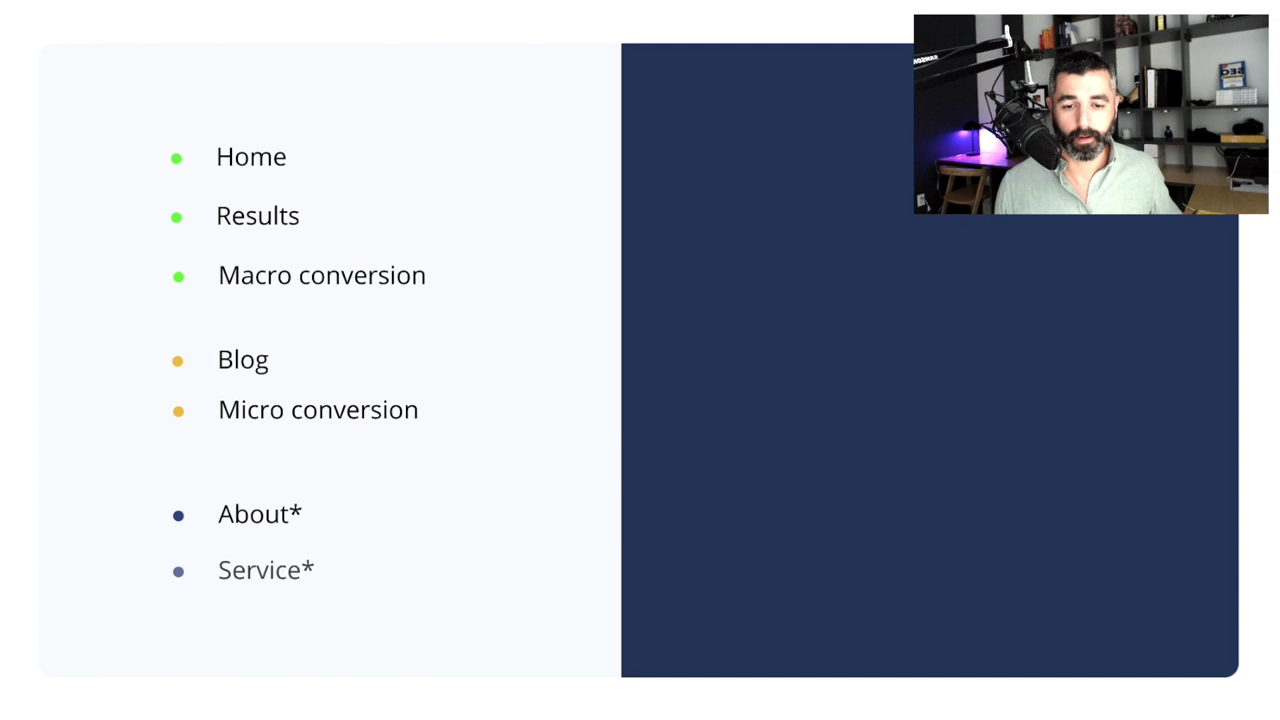 Home
Results
Macro conversion
Blog
Micro conversion
About*
Service*